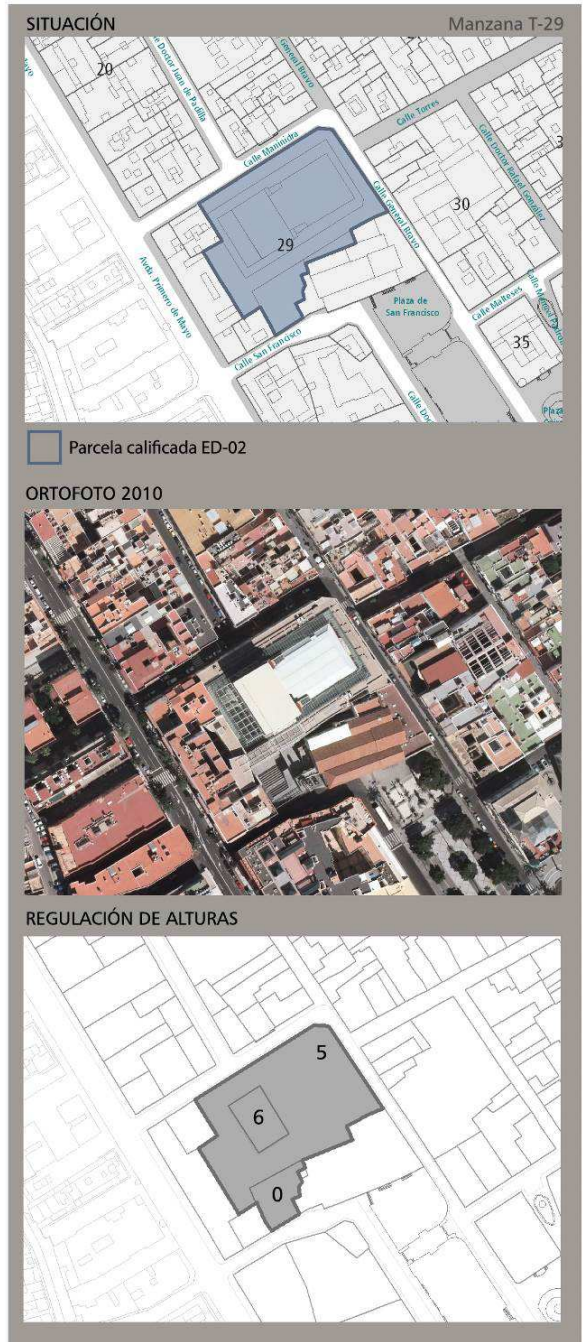 SITUACIÓN
Manzana T-29
20
Calle Doctor Juan de Padilla
General Bravo
Calle Torres
Calle Maninidra
Calle Doctor Rafael González
30
Calle General Bravo
29
Avda. Primero de Mayo
Plaza de
San Francisco
Calle Malteses
35
Calle San Francisco
Parcela calificada ED-02
ORTOFOTO 2010
REGULACIÓN DE ALTURAS
5
6
0